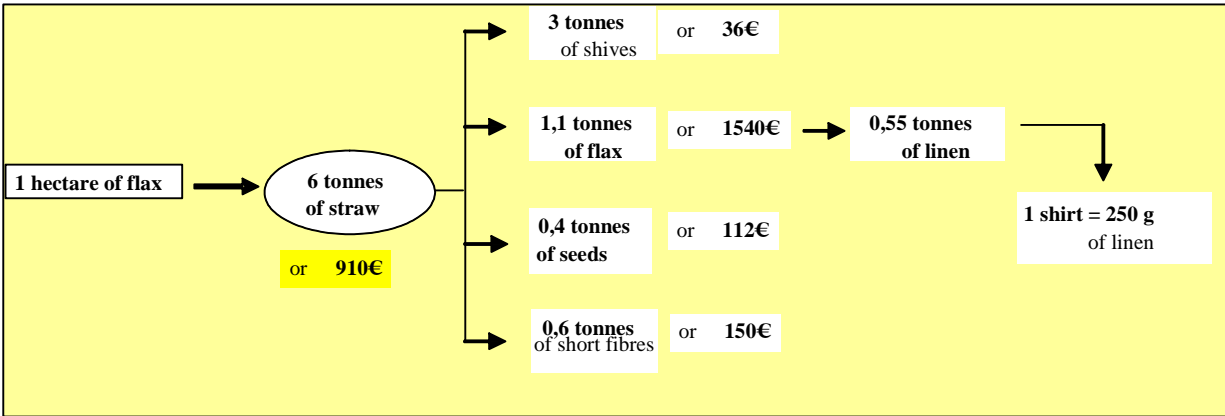 1 hectare of flax
6 tonnes
of straw
or 910€
3 tonnes
of shives
or 36€
1,1 tonnes
of flax
or 1540€
0,55 tonnes
of linen
1 shirt = 250 g
of linen
0,4 tonnes
of seeds
or 112€
0,6 tonnes
of short fibres
or 150€